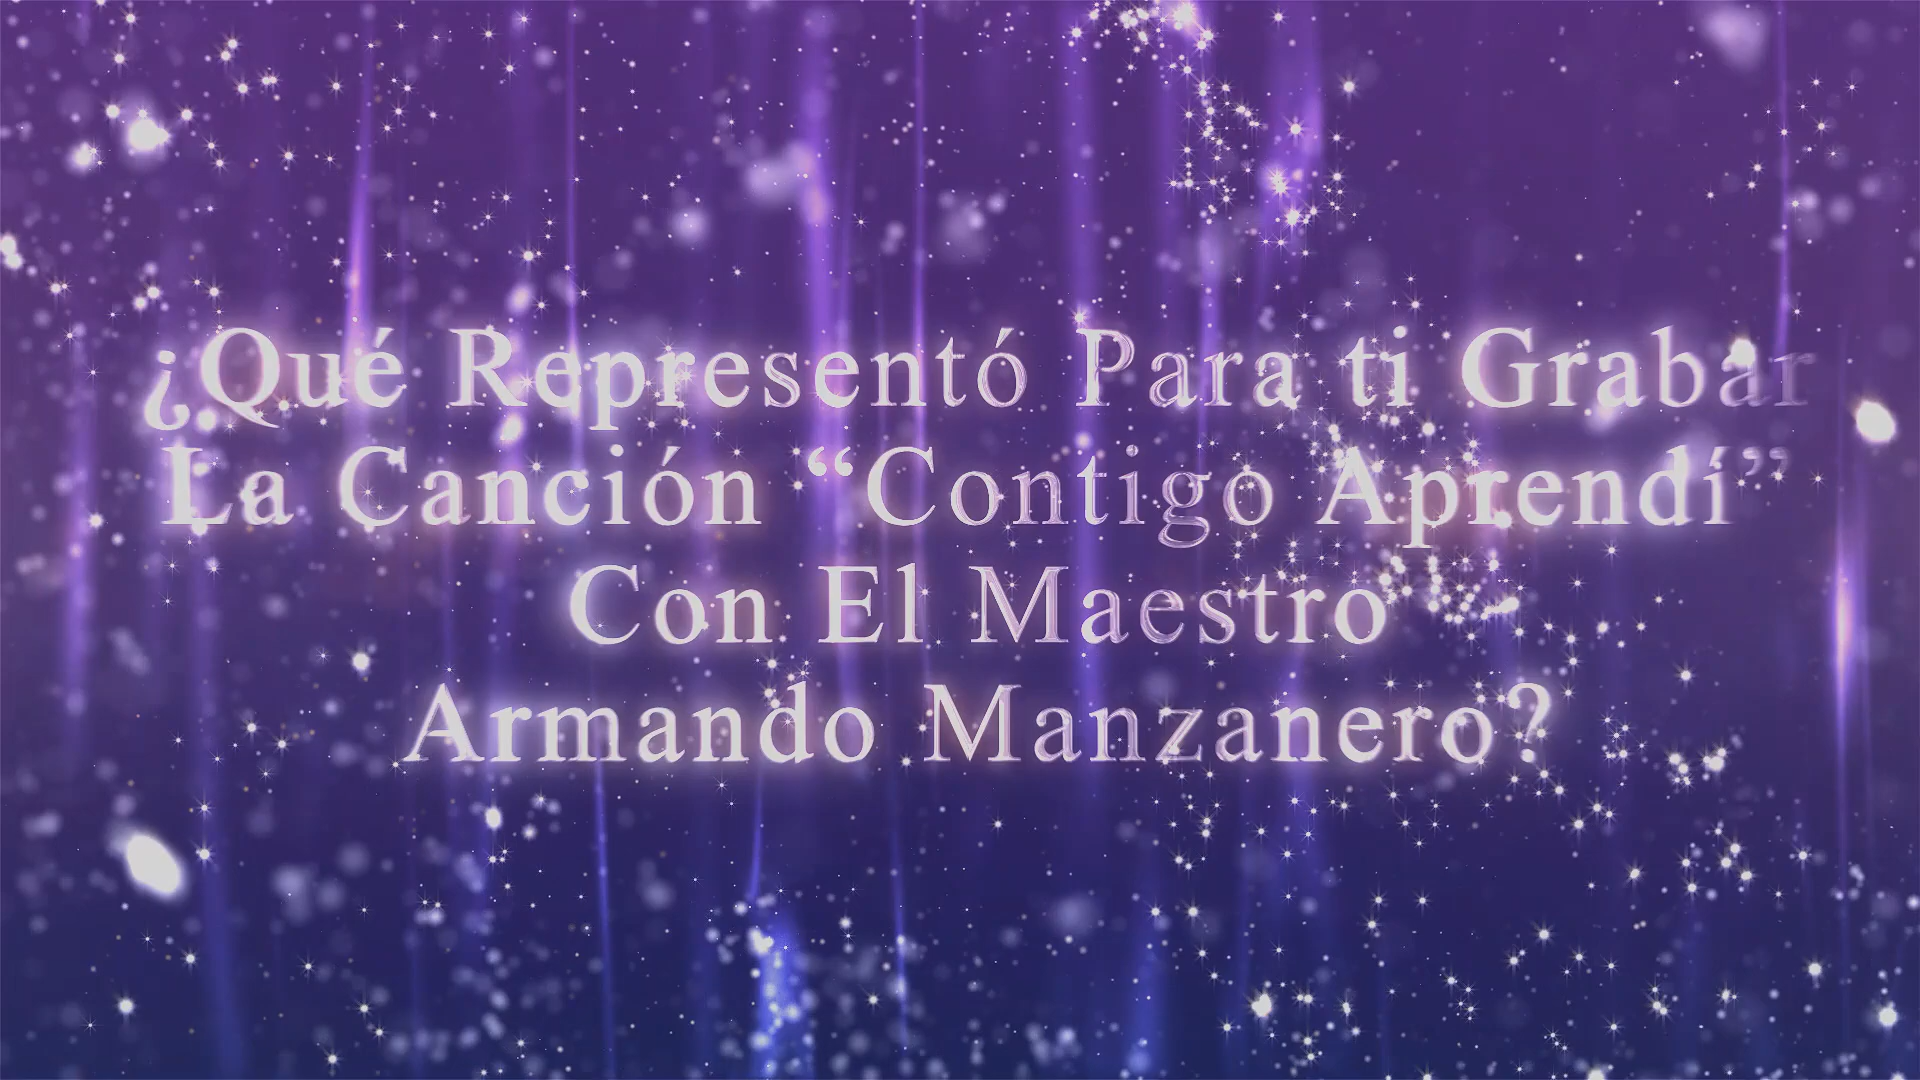 ¿Qué Representó Para ti Grabar
La Canción “Contigo Aprendí”
Con El Maestro
Armando Manzanero?